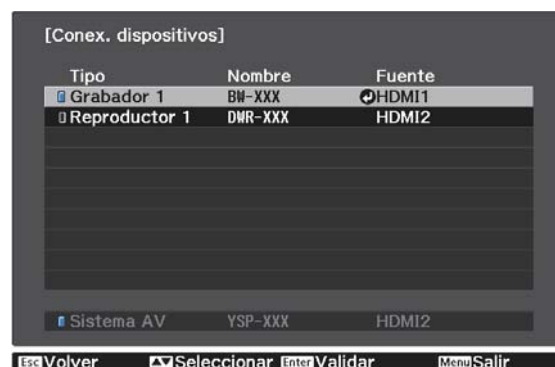 [Conex. dispositivos]
Tipo Nombre Fuente
Grabador 1 BW-XXX HDMI1
Reproductor 1 DWR-XXX HDMI2
Sistema AV YSP-XXX HDMI2
Esc Volver Seleccionar Enter Validar Menu Salir